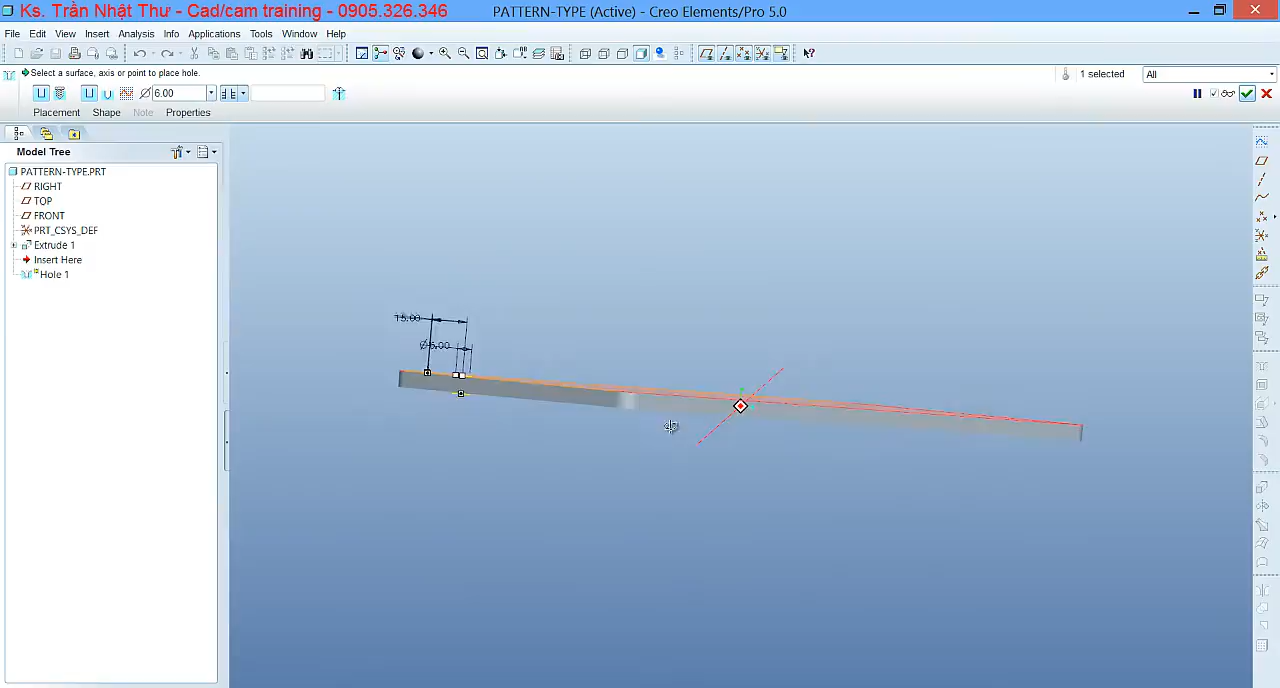 Ks. Trần Nhật Thư - Cad/cam training - 0905.326.346
PATTERN-TYPE (Active) - Creo Elements/Pro 5.0
File Edit View Insert Analysis Info Applications Tools Window Help
Select a surface, axis or point to place hole.
1 selected
All
6.00
Placement Shape Note Properties
Model Tree
PATTERN-TYPE.PRT
RIGHT
TOP
FRONT
PRT_CSYS_DEF
Extrude 1
Insert Here
Hole 1
15.00